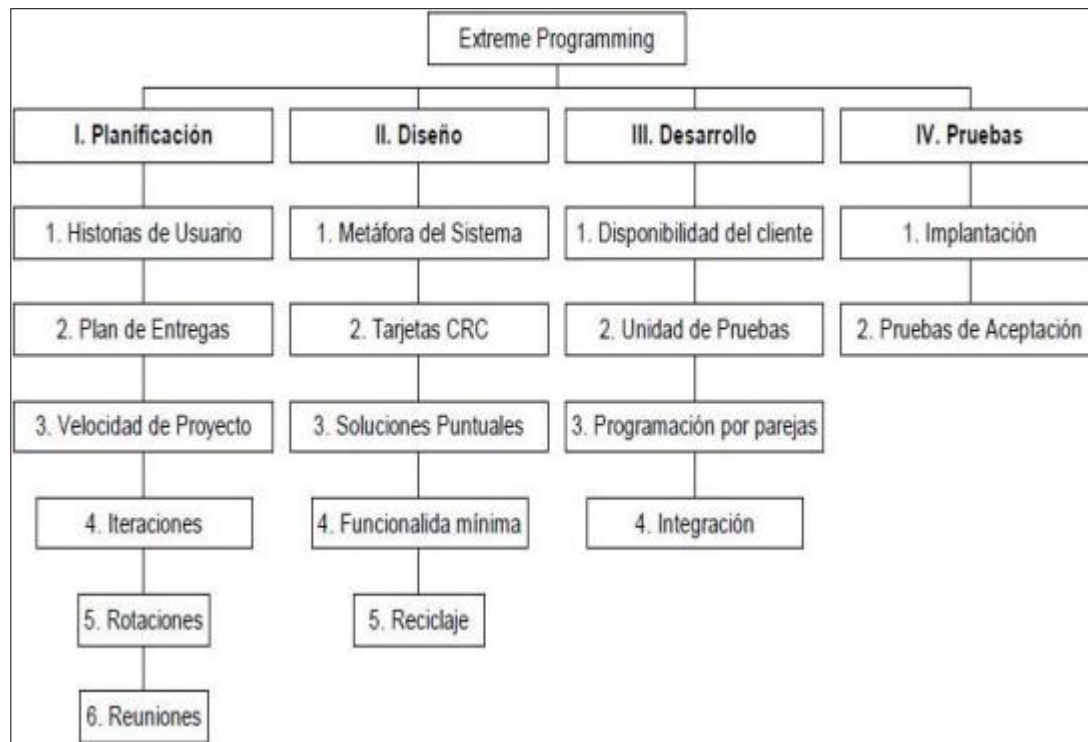 Extreme Programming
I. Planificación
1. Historias de Usuario
2. Plan de Entregas
3. Velocidad de Proyecto
4. Iteraciones
5. Rotaciones
6. Reuniones
II. Diseño
1. Metáfora del Sistema
2. Tarjetas CRC
3. Soluciones Puntuales
4. Funcionalida mínima
5. Reciclaje
III. Desarrollo
1. Disponibilidad del cliente
2. Unidad de Pruebas
3. Programación por parejas
4. Integración
IV. Pruebas
1. Implantación
2. Pruebas de Aceptación